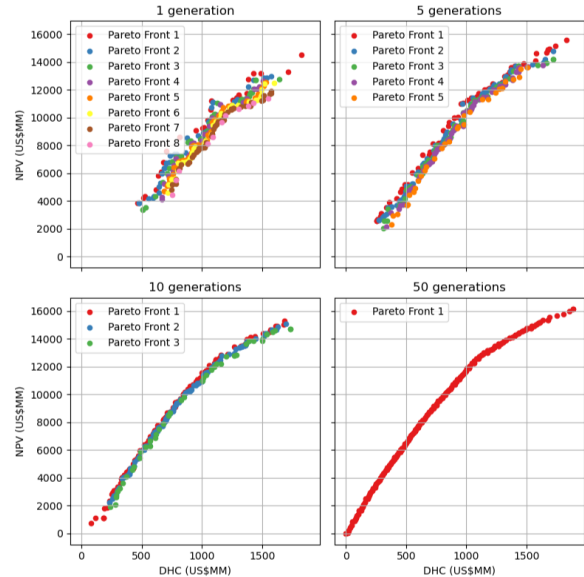 1 generation
5 generations
Pareto Front 1
Pareto Front 2
Pareto Front 3
Pareto Front 4
Pareto Front 5
Pareto Front 6
Pareto Front 7
Pareto Front 8
Pareto Front 1
Pareto Front 2
Pareto Front 3
Pareto Front 4
Pareto Front 5
16000
14000
12000
10000
8000
6000
4000
2000
0
NPV (US$MM)
10 generations
50 generations
Pareto Front 1
Pareto Front 2
Pareto Front 3
Pareto Front 1
16000
14000
12000
10000
8000
6000
4000
2000
0
NPV (US$MM)
0 500 1000 1500
DHC (US$MM)
0 500 1000 1500
DHC (US$MM)